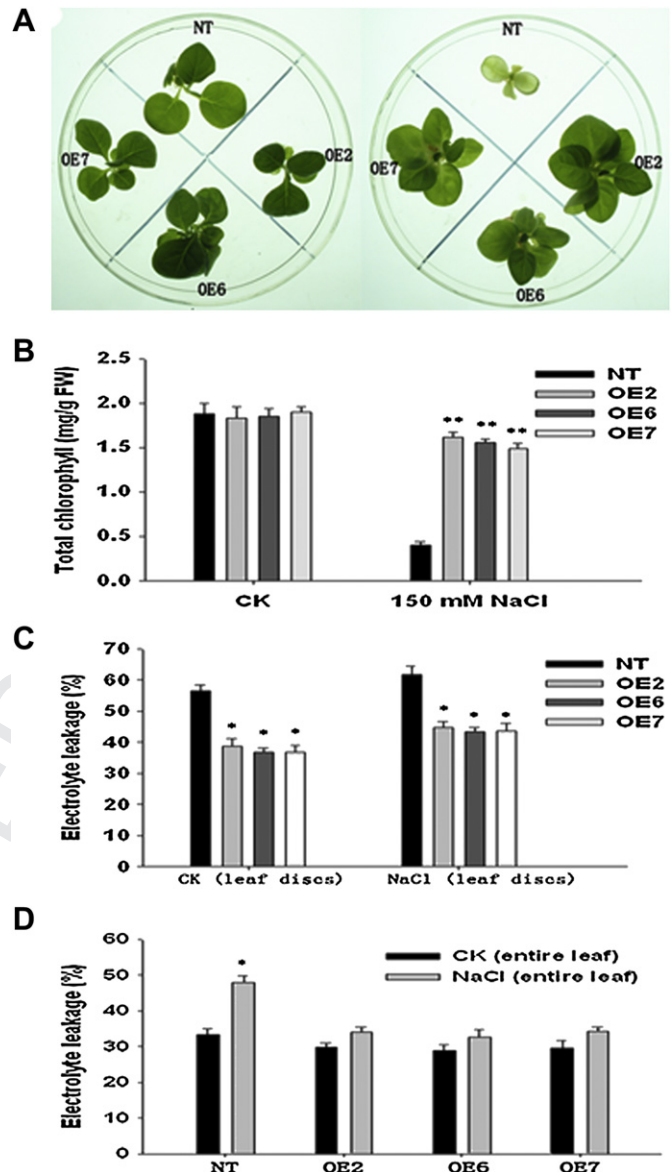 A
NT
NT
OE7
OE2
OE7
OE2
OE6
OE6
B
Total chlorophyll (mg/g FW)
2.5
2.0
1.5
1.0
0.5
0.0
NT
OE2
OE6
OE7
** ** **
CK
150 mM NaCl
C
Electrolyte leakage (%)
70
60
50
40
30
20
10
0
NT
OE2
OE6
OE7
* * *
* * *
CK (leaf discs)
NaCl (leaf discs)
D
Electrolyte leakage (%)
60
50
40
30
20
10
0
CK (entire leaf)
NaCl (entire leaf)
*
NT
OE2
OE6
OE7